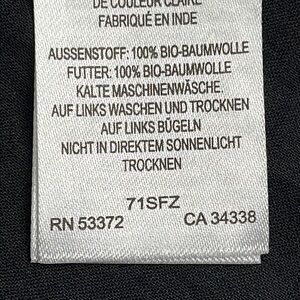 DE COULEUR CLAIRE
FABRIQUÉ EN INDE
AUSSENSTOFF: 100% BIO-BAUMWOLLE
FUTTER: 100% BIO-BAUMWOLLE
KALTE MASCHINENWÄSCHE.
AUF LINKS WASCHEN UND TROCKNEN
AUF LINKS BÜGELN
NICHT IN DIREKTEM SONNENLICHT
TROCKNEN
71SFZ
RN 53372 CA 34338